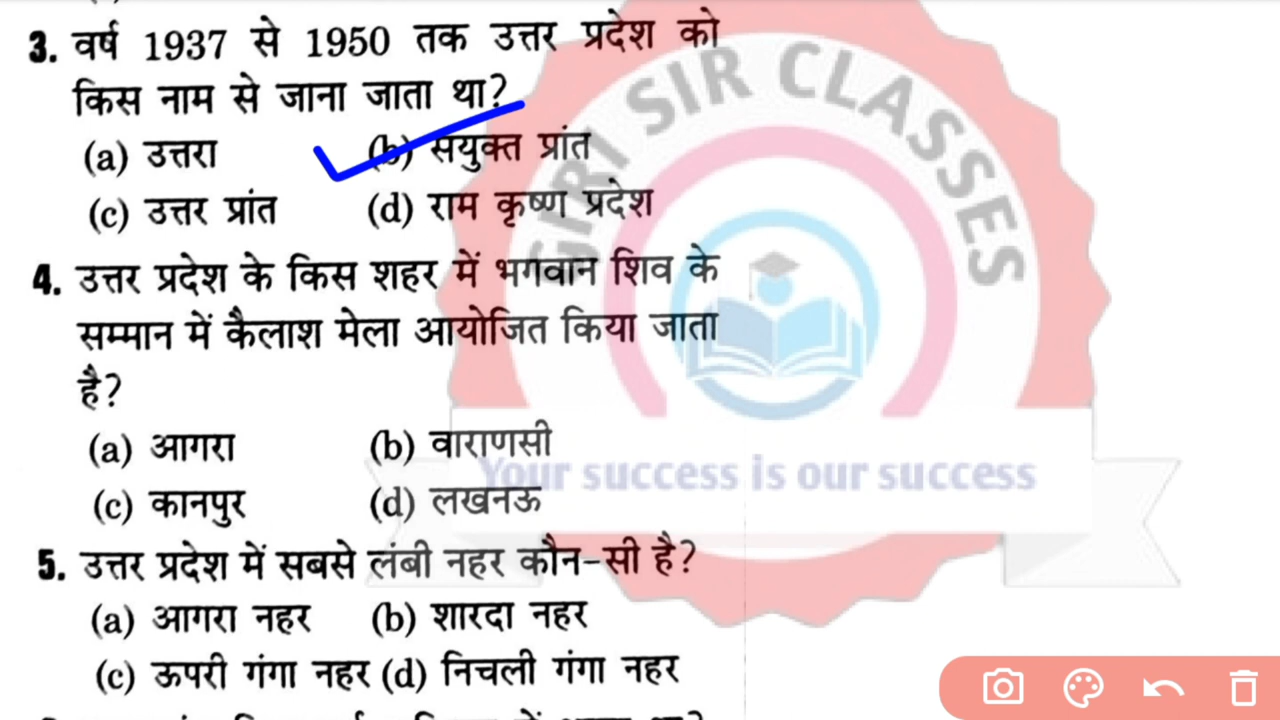 3. वर्ष 1937 से 1950 तक उत्तर प्रदेश को
किस नाम से जाना जाता था?
(a) उत्तरा (b) सयुक्त प्रांत
(c) उत्तर प्रांत (d) राम कृष्ण प्रदेश
4. उत्तर प्रदेश के किस शहर में भगवान शिव के
सम्मान में कैलाश मेला आयोजित किया जाता
है?
(a) आगरा (b) वाराणसी
(c) कानपुर (d) लखनऊ
5. उत्तर प्रदेश में सबसे लंबी नहर कौन-सी है?
(a) आगरा नहर (b) शारदा नहर
(c) ऊपरी गंगा नहर (d) निचली गंगा नहर
GIRI SIR CLASSES
Your success is our success